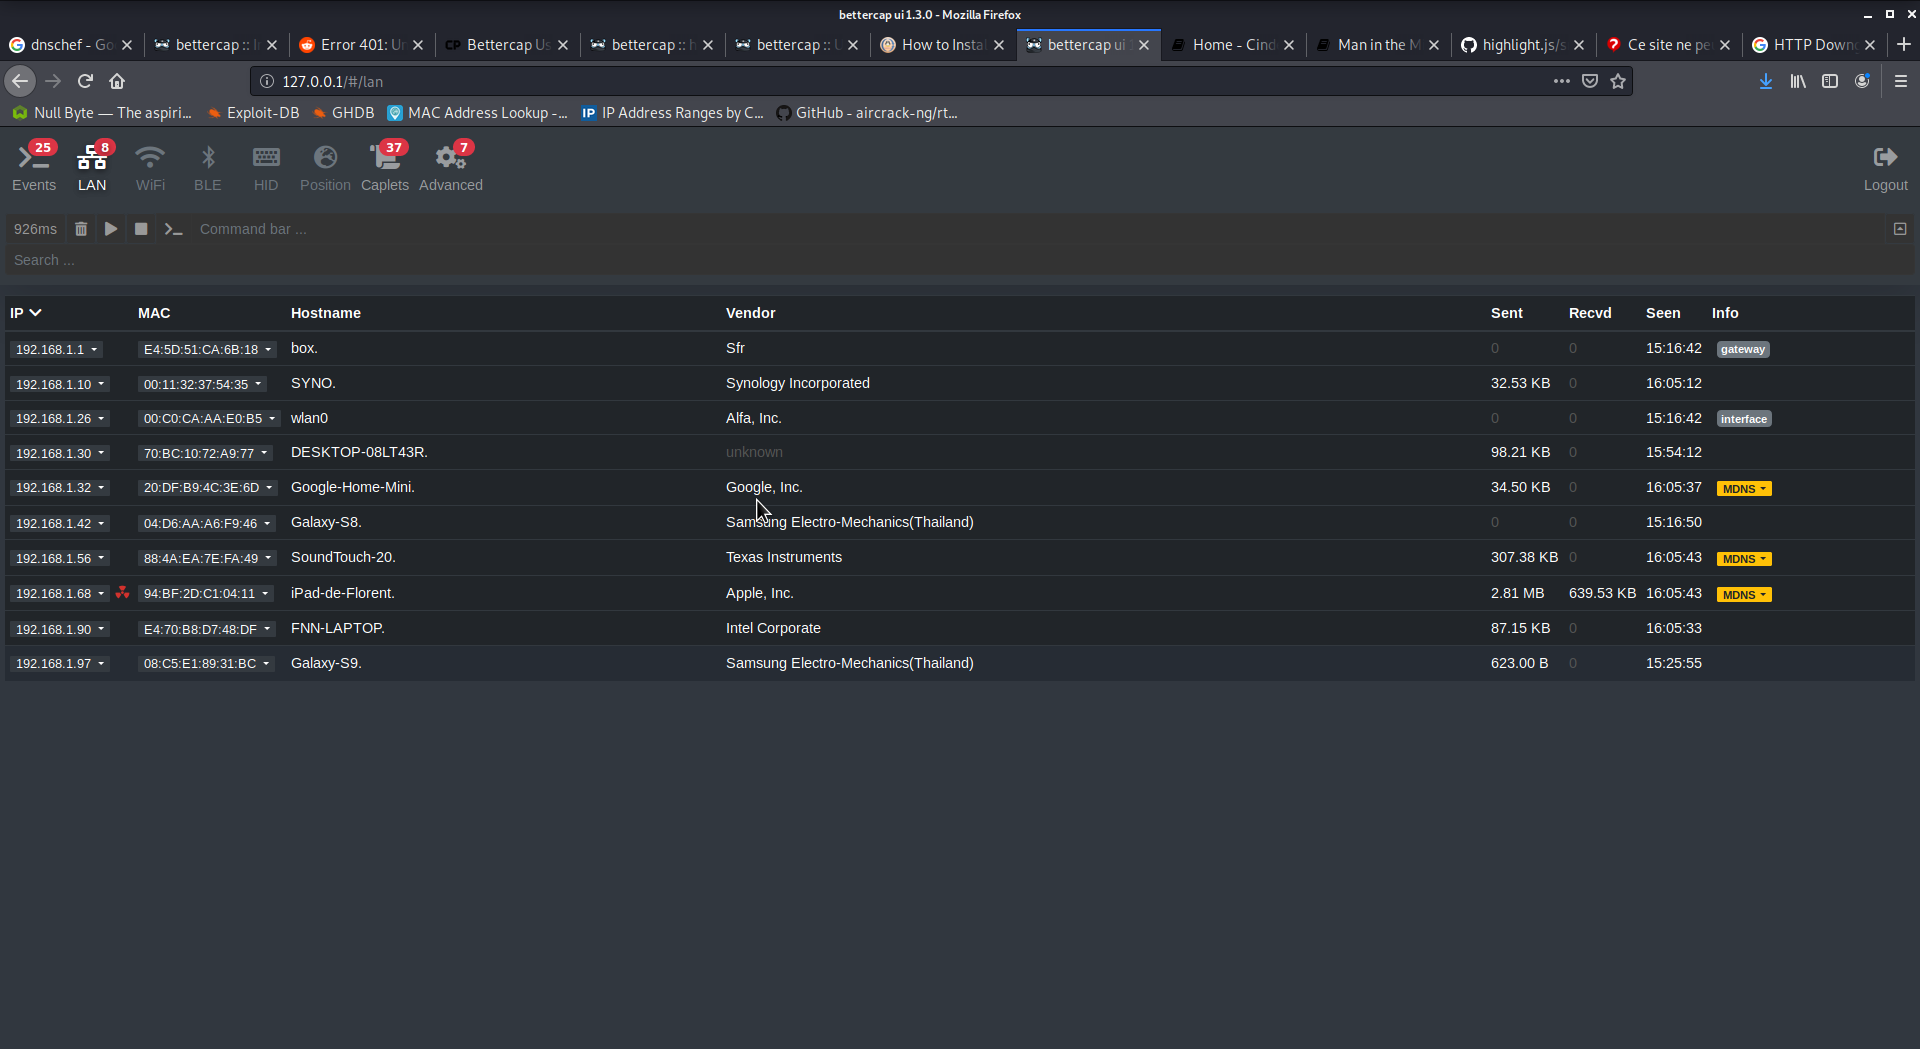 bettercap ui 1.3.0 - Mozilla Firefox
dnschef - Go bettercap :: I Error 401: U Bettercap Us bettercap :: h bettercap :: U How to Insta bettercap ui 1 Home - Cind Man in the M highlight.js/s Ce site ne pe HTTP Down
127.0.0.1/#/lan
Null Byte — The aspiri... Exploit-DB GHDB MAC Address Lookup -... IP IP Address Ranges by C... GitHub - aircrack-ng/rt...
25 8 37 7
Events LAN WiFi BLE HID Position Caplets Advanced Logout
926ms Command bar ...
Search ...
IP MAC Hostname Vendor Sent Recvd Seen Info
192.168.1.1 E4:5D:51:CA:6B:18 box. Sfr 0 0 15:16:42 gateway
192.168.1.10 00:11:32:37:54:35 SYNO. Synology Incorporated 32.53 KB 0 16:05:12
192.168.1.26 00:C0:CA:AA:E0:B5 wlan0 Alfa, Inc. 0 0 15:16:42 interface
192.168.1.30 70:BC:10:72:A9:77 DESKTOP-08LT43R. unknown 98.21 KB 0 15:54:12
192.168.1.32 20:DF:B9:4C:3E:6D Google-Home-Mini. Google, Inc. 34.50 KB 0 16:05:37 MDNS
192.168.1.42 04:D6:AA:A6:F9:46 Galaxy-S8. Samsung Electro-Mechanics(Thailand) 0 0 15:16:50
192.168.1.56 88:4A:EA:7E:FA:49 SoundTouch-20. Texas Instruments 307.38 KB 0 16:05:43 MDNS
192.168.1.68 94:BF:2D:C1:04:11 iPad-de-Florent. Apple, Inc. 2.81 MB 639.53 KB 16:05:43 MDNS
192.168.1.90 E4:70:B8:D7:48:DF FNN-LAPTOP. Intel Corporate 87.15 KB 0 16:05:33
192.168.1.97 08:C5:E1:89:31:BC Galaxy-S9. Samsung Electro-Mechanics(Thailand) 623.00 B 0 15:25:55